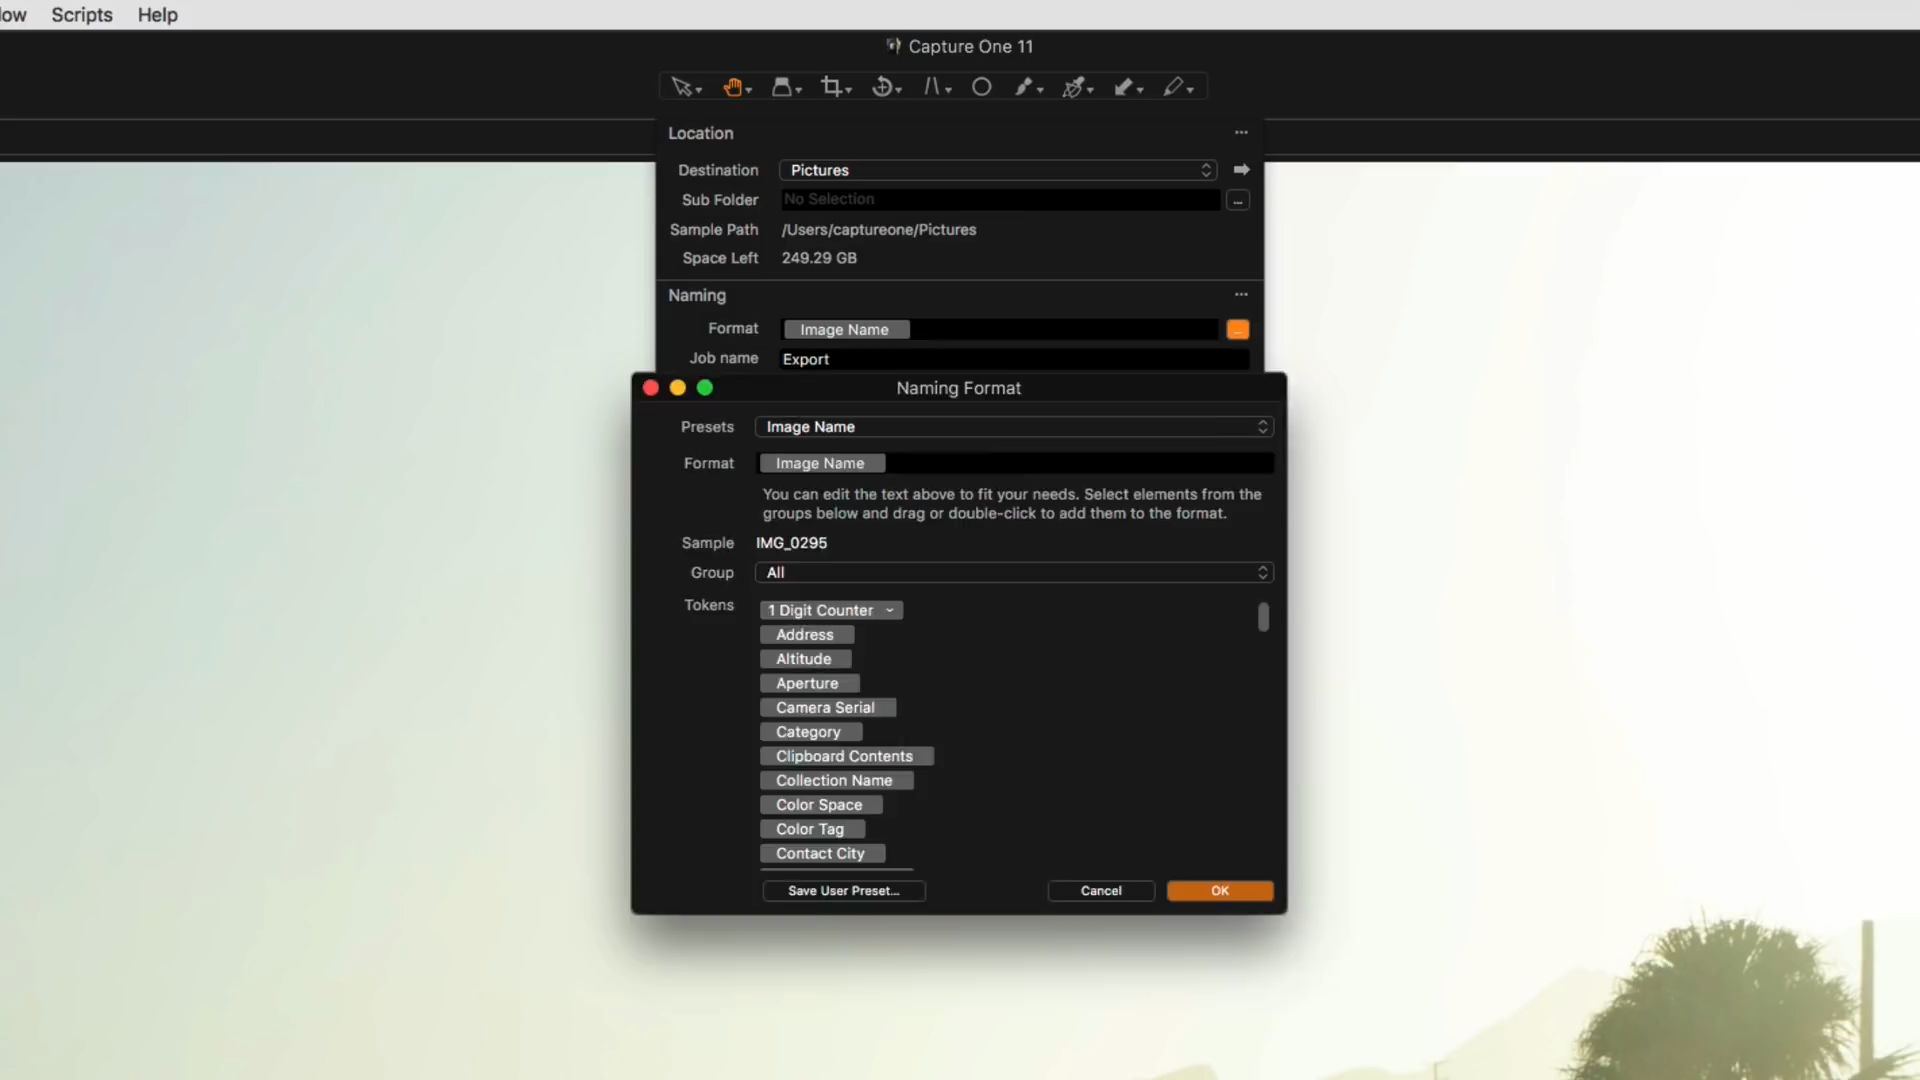 Scripts Help
Capture One 11
Location
Destination Pictures
Sub Folder No Selection
Sample Path /Users/captureone/Pictures
Space Left 249.29 GB
Naming
Format Image Name
Job name Export
Naming Format
Presets Image Name
Format Image Name
You can edit the text above to fit your needs. Select elements from the
groups below and drag or double-click to add them to the format.
Sample IMG_0295
Group All
Tokens 1 Digit Counter
Address
Altitude
Aperture
Camera Serial
Category
Clipboard Contents
Collection Name
Color Space
Color Tag
Contact City
Save User Preset... Cancel OK